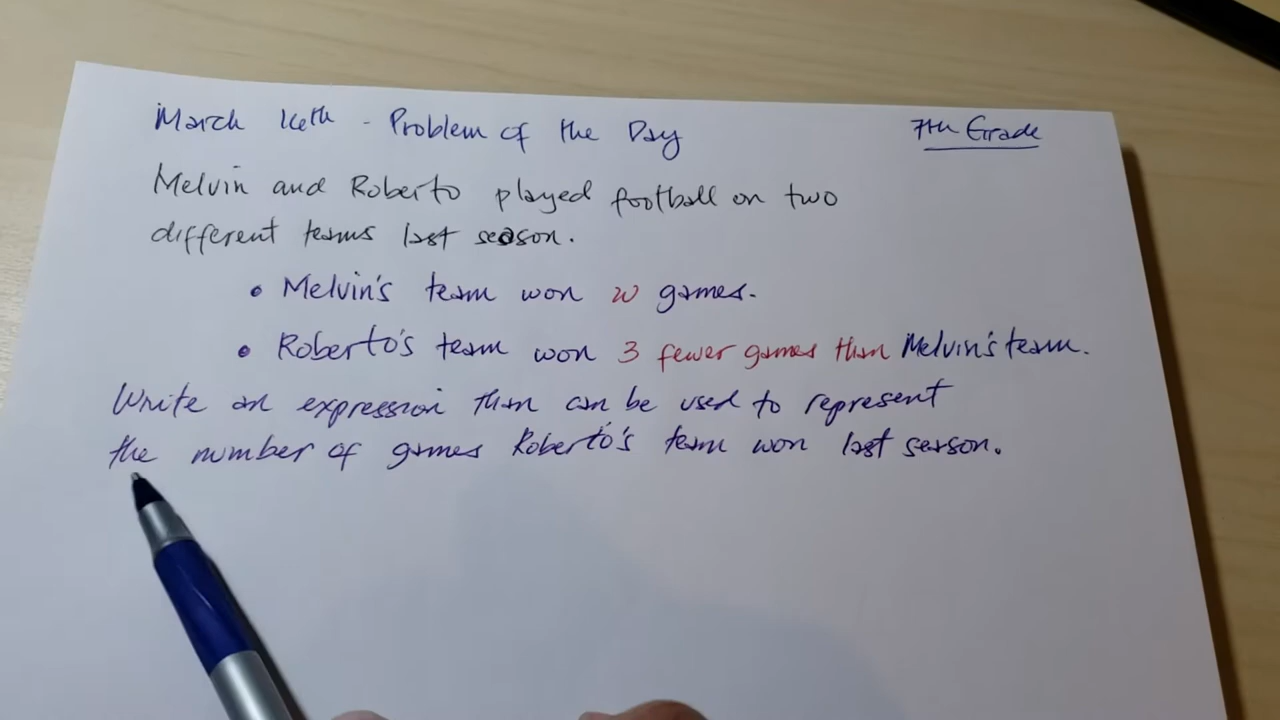 March 16th - Problem of the Day
7th Grade
Melvin and Roberto played football on two
different teams last season.
• Melvin's team won w games.
• Roberto's team won 3 fewer games than Melvin's team.
Write an expression than can be used to represent
the number of games Roberto's team won last season.